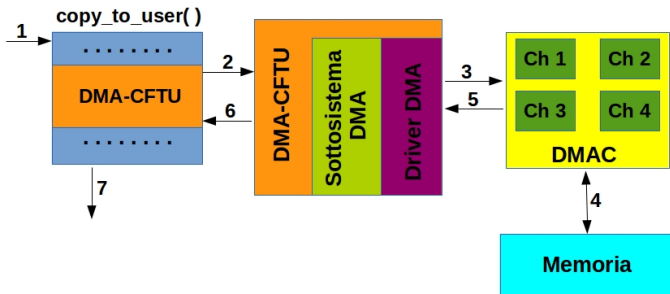 copy_to_user( )
1
. . . . . . . .
DMA-CFTU
. . . . . . . .
2
6
7
DMA-CFTU
Sottosistema
DMA
Driver DMA
3
5
Ch 1
Ch 2
Ch 3
Ch 4
DMAC
4
Memoria